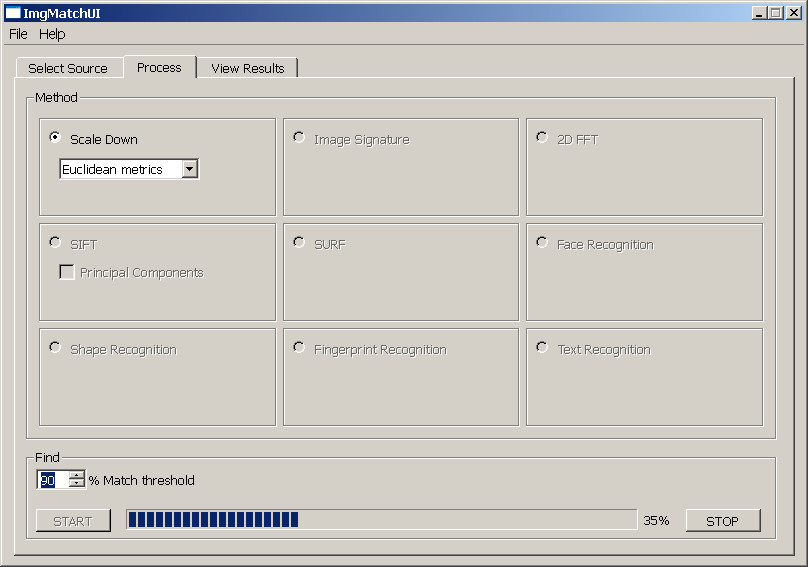 ImgMatchUI
File Help
Select Source Process View Results
Method
Scale Down Image Signature 2D FFT
Euclidean metrics
SIFT SURF Face Recognition
Principal Components
Shape Recognition Fingerprint Recognition Text Recognition
Find
90 % Match threshold
START 35% STOP